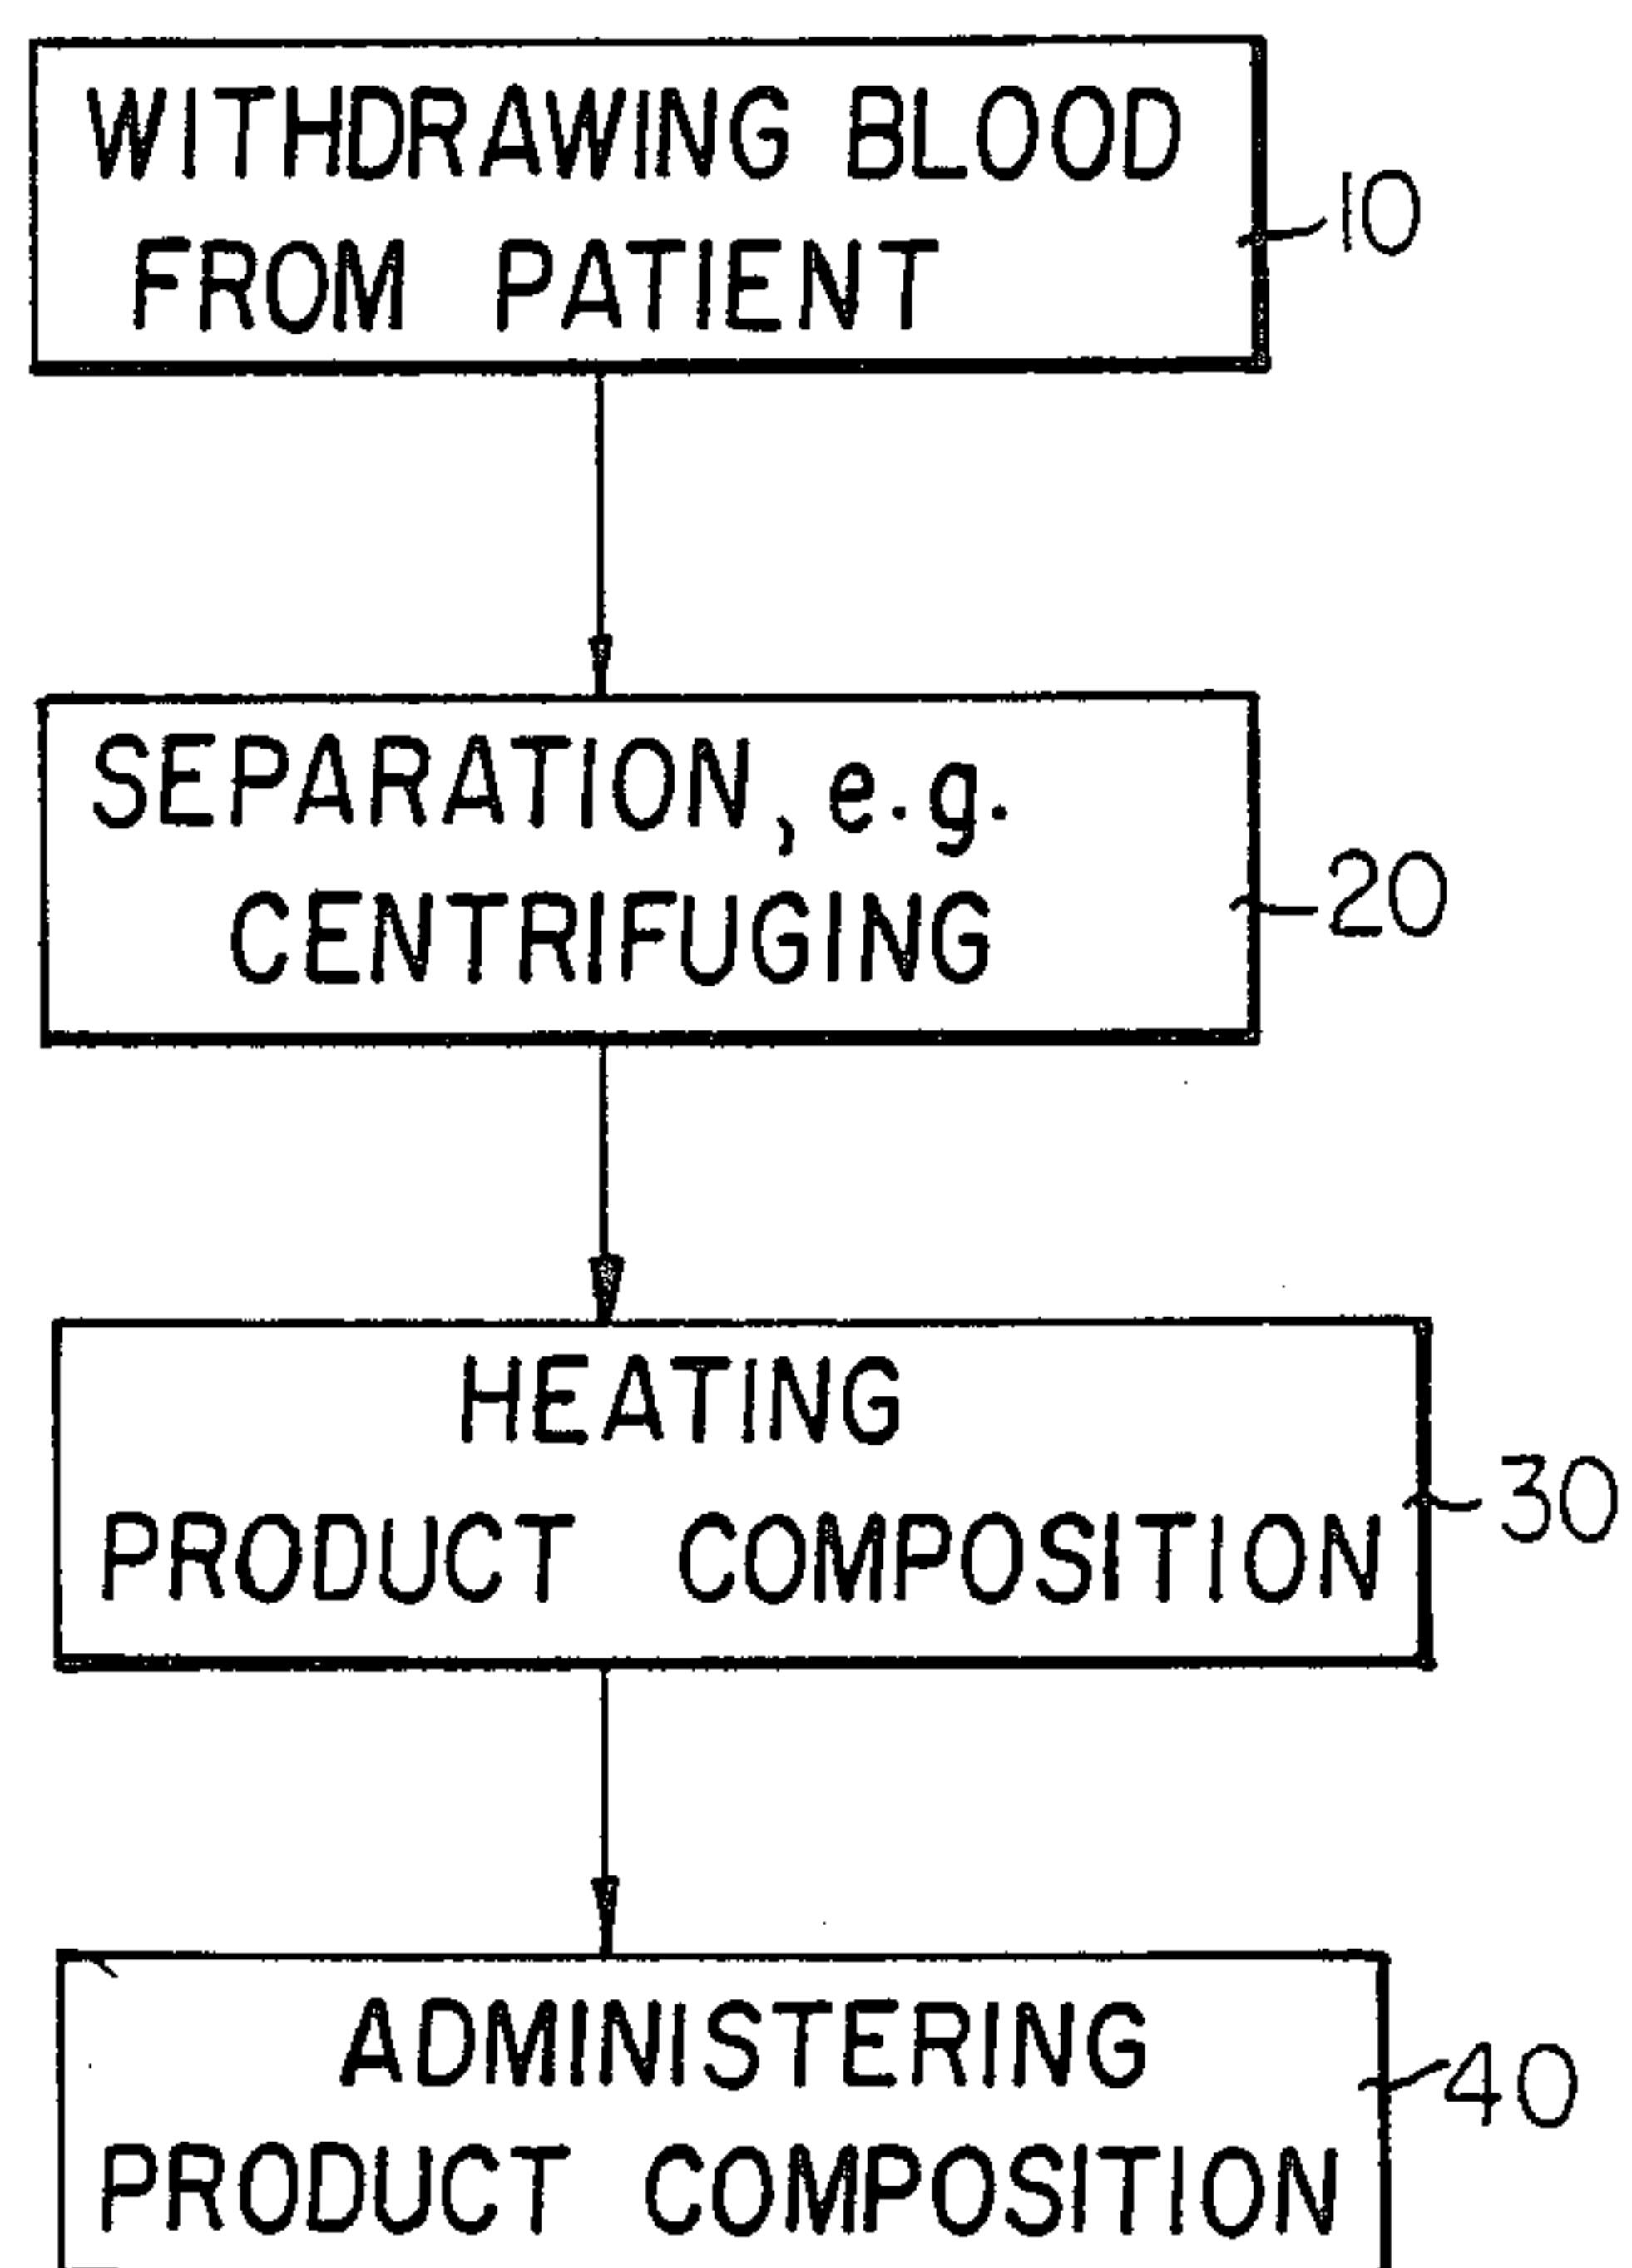 WITHDRAWING BLOOD
FROM PATIENT
10
SEPARATION, e.g.
CENTRIFUGING
20
HEATING
PRODUCT COMPOSITION
30
ADMINISTERING
PRODUCT COMPOSITION
40